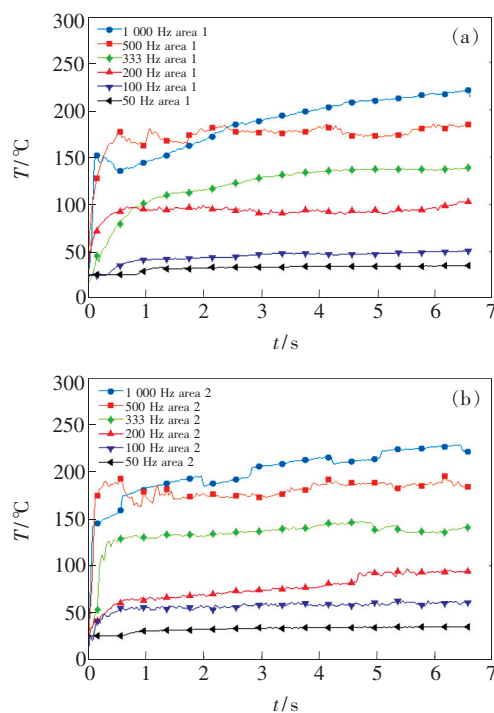 300
(a)
1 000 Hz area 1
500 Hz area 1
333 Hz area 1
200 Hz area 1
100 Hz area 1
50 Hz area 1
250
200
150
100
50
0
T/℃
0 1 2 3 4 5 6 7
t/s
300
(b)
1 000 Hz area 2
500 Hz area 2
333 Hz area 2
200 Hz area 2
100 Hz area 2
50 Hz area 2
250
200
150
100
50
0
T/℃
0 1 2 3 4 5 6 7
t/s